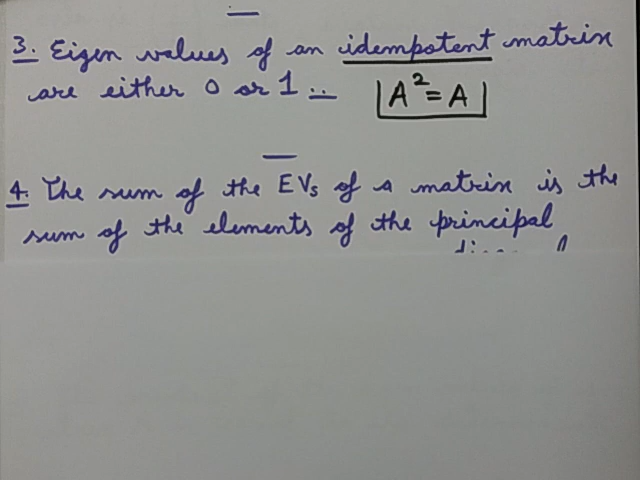 3. Eigen values of an idempotent matrix
are either 0 or 1 ..
A² = A
4. The sum of the EVs of a matrix is the
sum of the elements of the principal